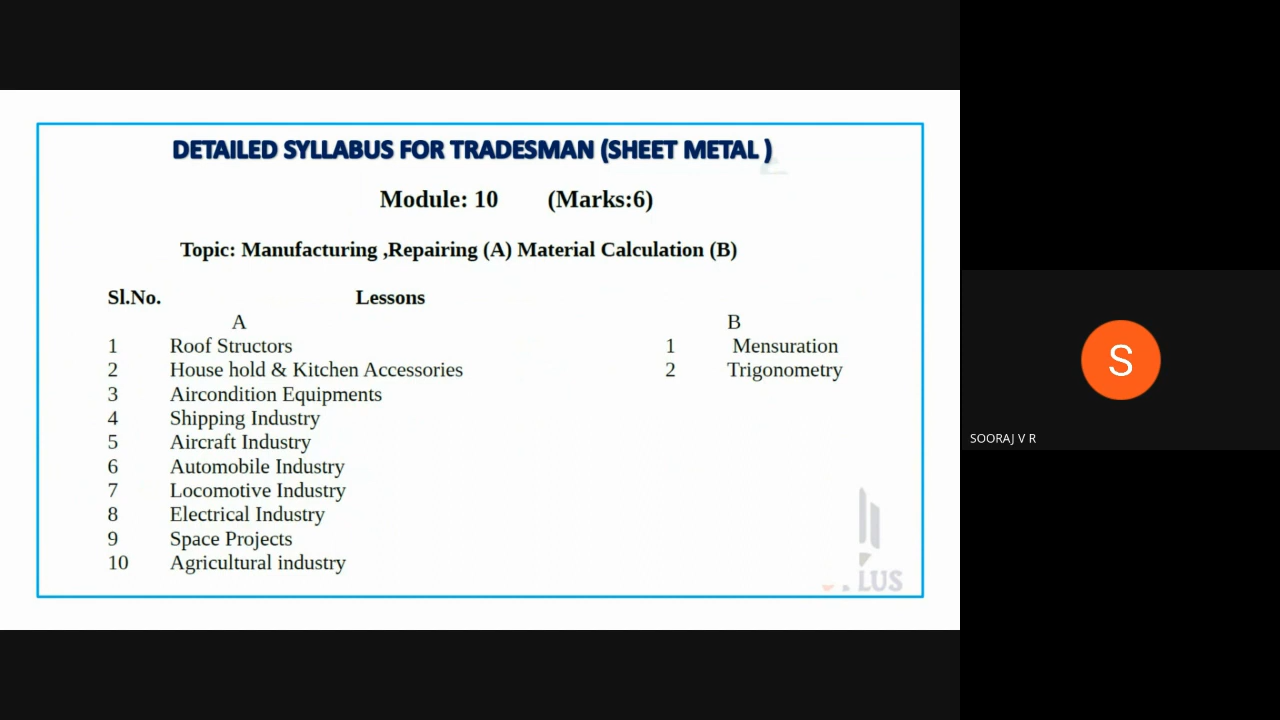 DETAILED SYLLABUS FOR TRADESMAN (SHEET METAL )
Module: 10 (Marks:6)
Topic: Manufacturing ,Repairing (A) Material Calculation (B)
Sl.No. Lessons
A B
1 Roof Structors 1 Mensuration
2 House hold & Kitchen Accessories 2 Trigonometry
3 Aircondition Equipments
4 Shipping Industry
5 Aircraft Industry
6 Automobile Industry
7 Locomotive Industry
8 Electrical Industry
9 Space Projects
10 Agricultural industry
LUS
S
SOORAJ V R